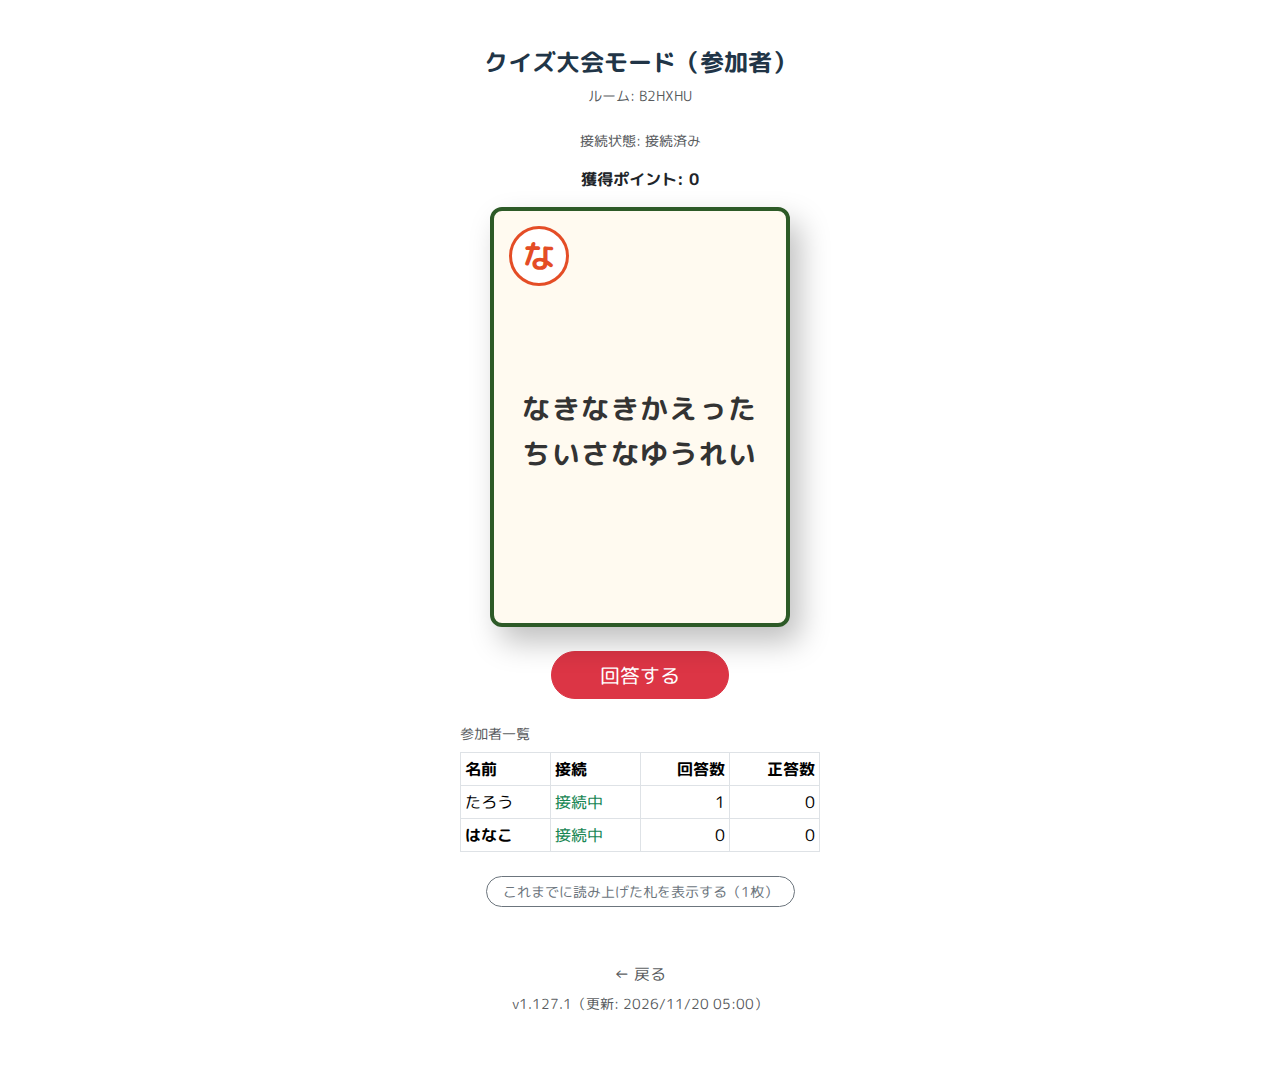 クイズ大会モード（参加者）
ルーム: B2HXHU
接続状態: 接続済み
獲得ポイント: 0
な
なきなきかえった
ちいさなゆうれい
回答する
参加者一覧
名前 接続 回答数 正答数
たろう 接続中 1 0
はなこ 接続中 0 0
これまでに読み上げた札を表示する（1枚）
← 戻る
v1.127.1（更新: 2026/11/20 05:00）